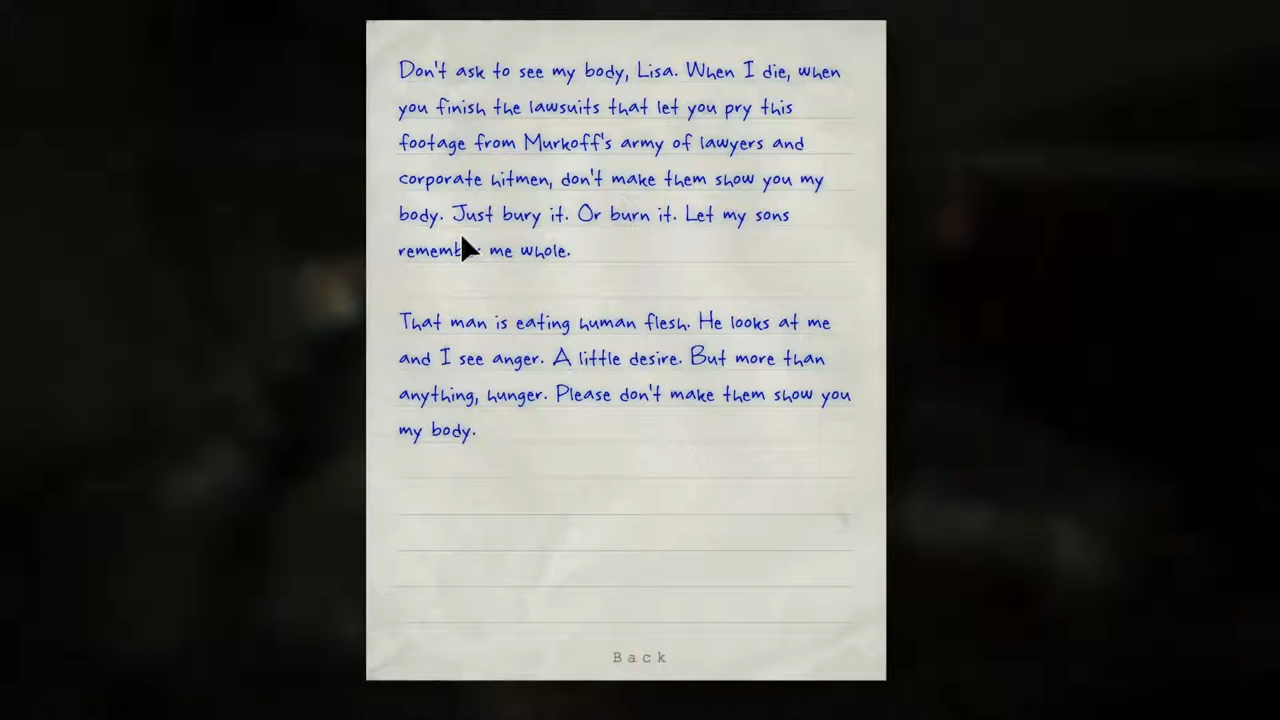 Don't ask to see my body, Lisa. When I die, when
you finish the lawsuits that let you pry this
footage from Murkoff's army of lawyers and
corporate hitmen, don't make them show you my
body. Just bury it. Or burn it. Let my sons
me whole.
That man is eating human flesh. He looks at me
and I see anger. A little desire. But more than
anything, hunger. Please don't make them show you
my body.
Back